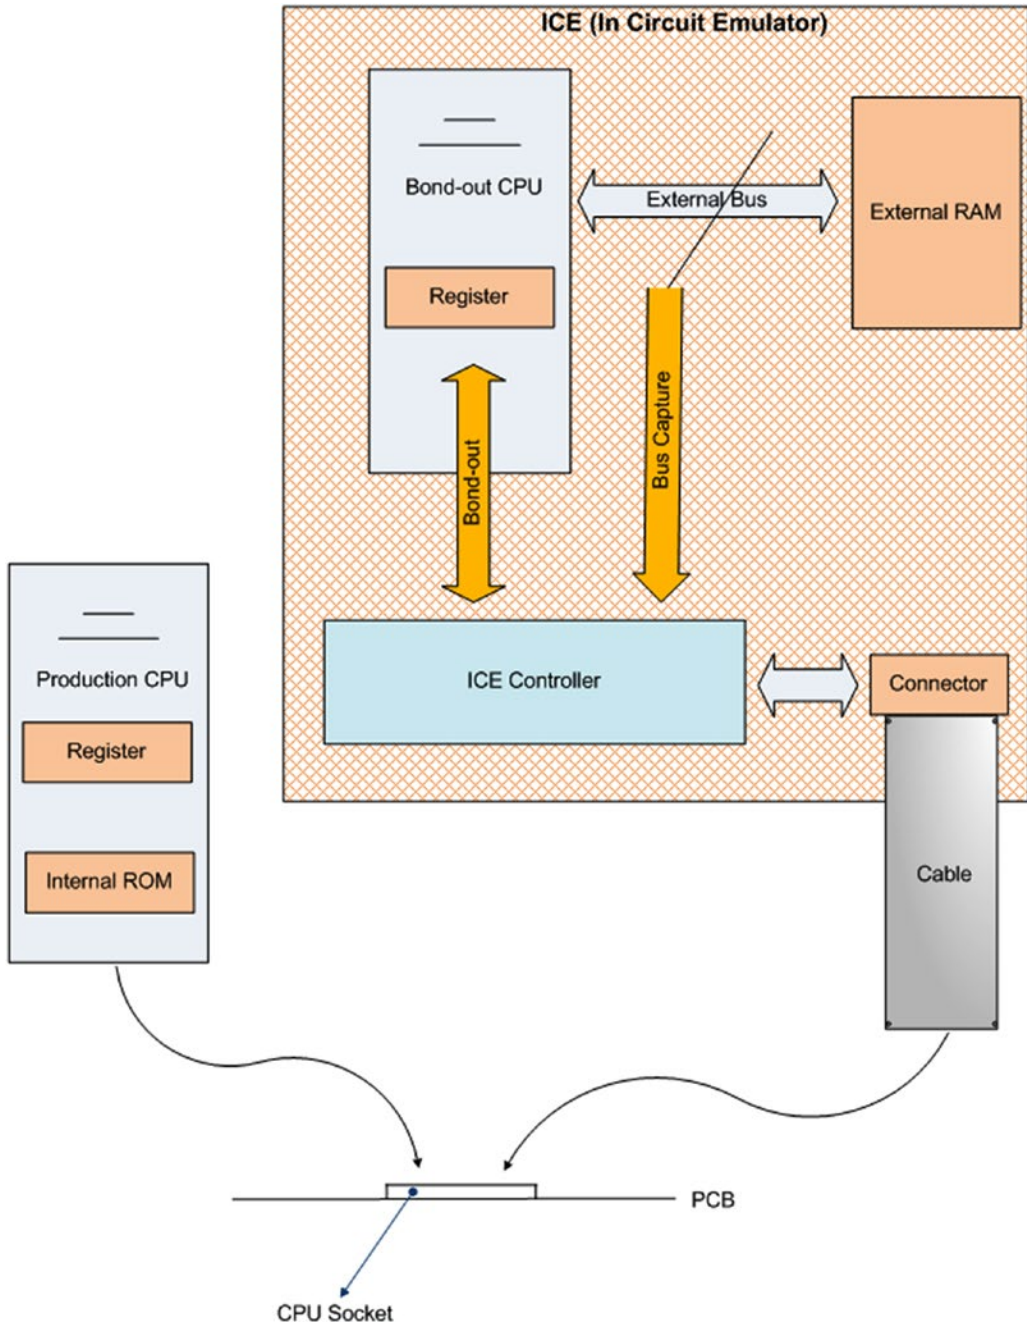 ICE (In Circuit Emulator)
Bond-out CPU
External Bus
External RAM
Register
Bond-out
Bus Capture
Production CPU
ICE Controller
Connector
Register
Internal ROM
Cable
PCB
CPU Socket